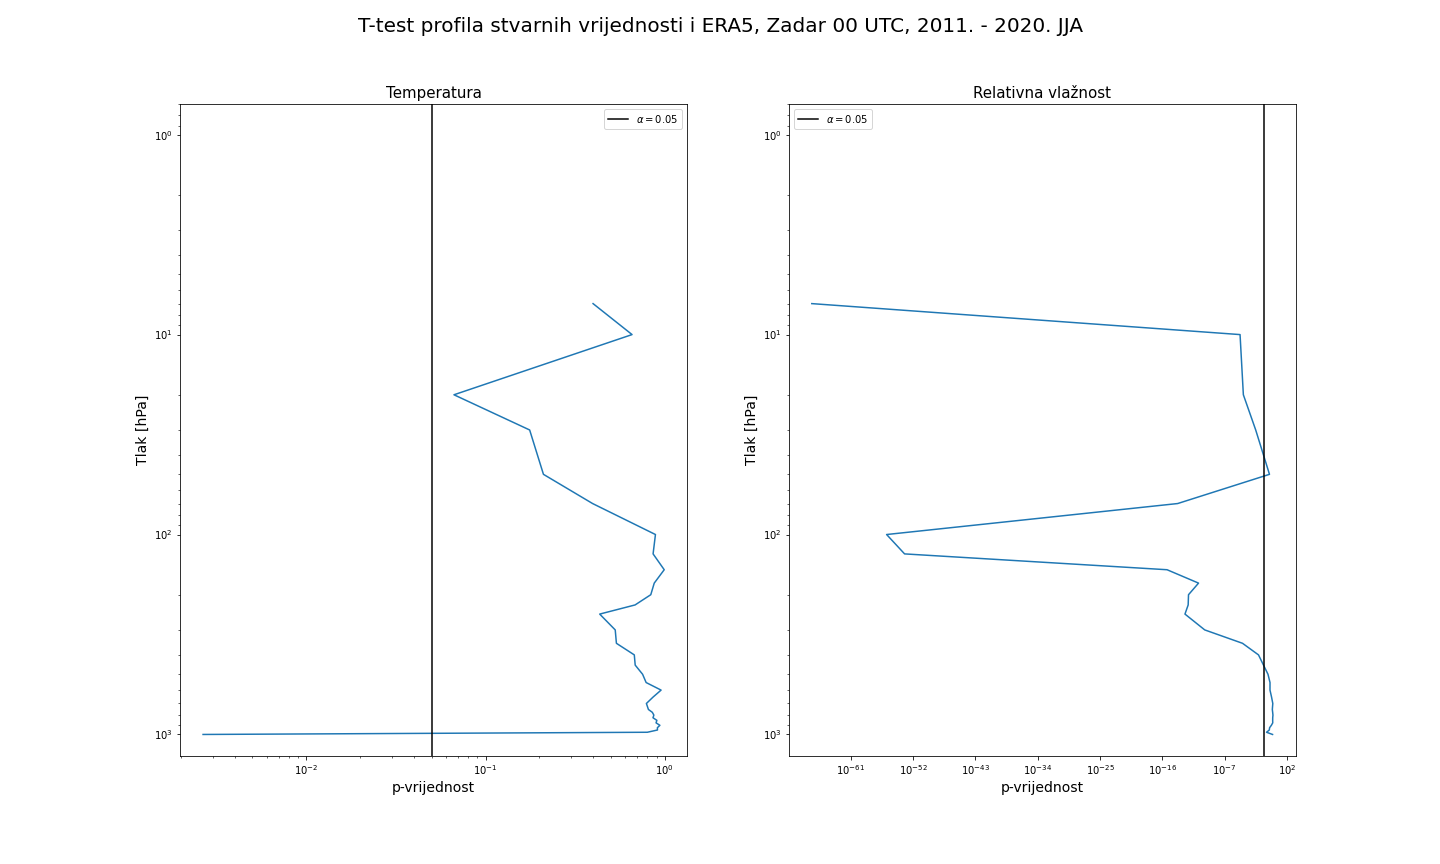 T-test profila stvarnih vrijednosti i ERA5, Zadar 00 UTC, 2011. - 2020. JJA
Temperatura
α = 0.05
10⁰
10¹
10²
10³
Tlak [hPa]
10⁻²
10⁻¹
10⁰
p-vrijednost
Relativna vlažnost
α = 0.05
10⁰
10¹
10²
10³
Tlak [hPa]
10⁻⁶¹
10⁻⁵²
10⁻⁴³
10⁻³⁴
10⁻²⁵
10⁻¹⁶
10⁻⁷
10²
p-vrijednost